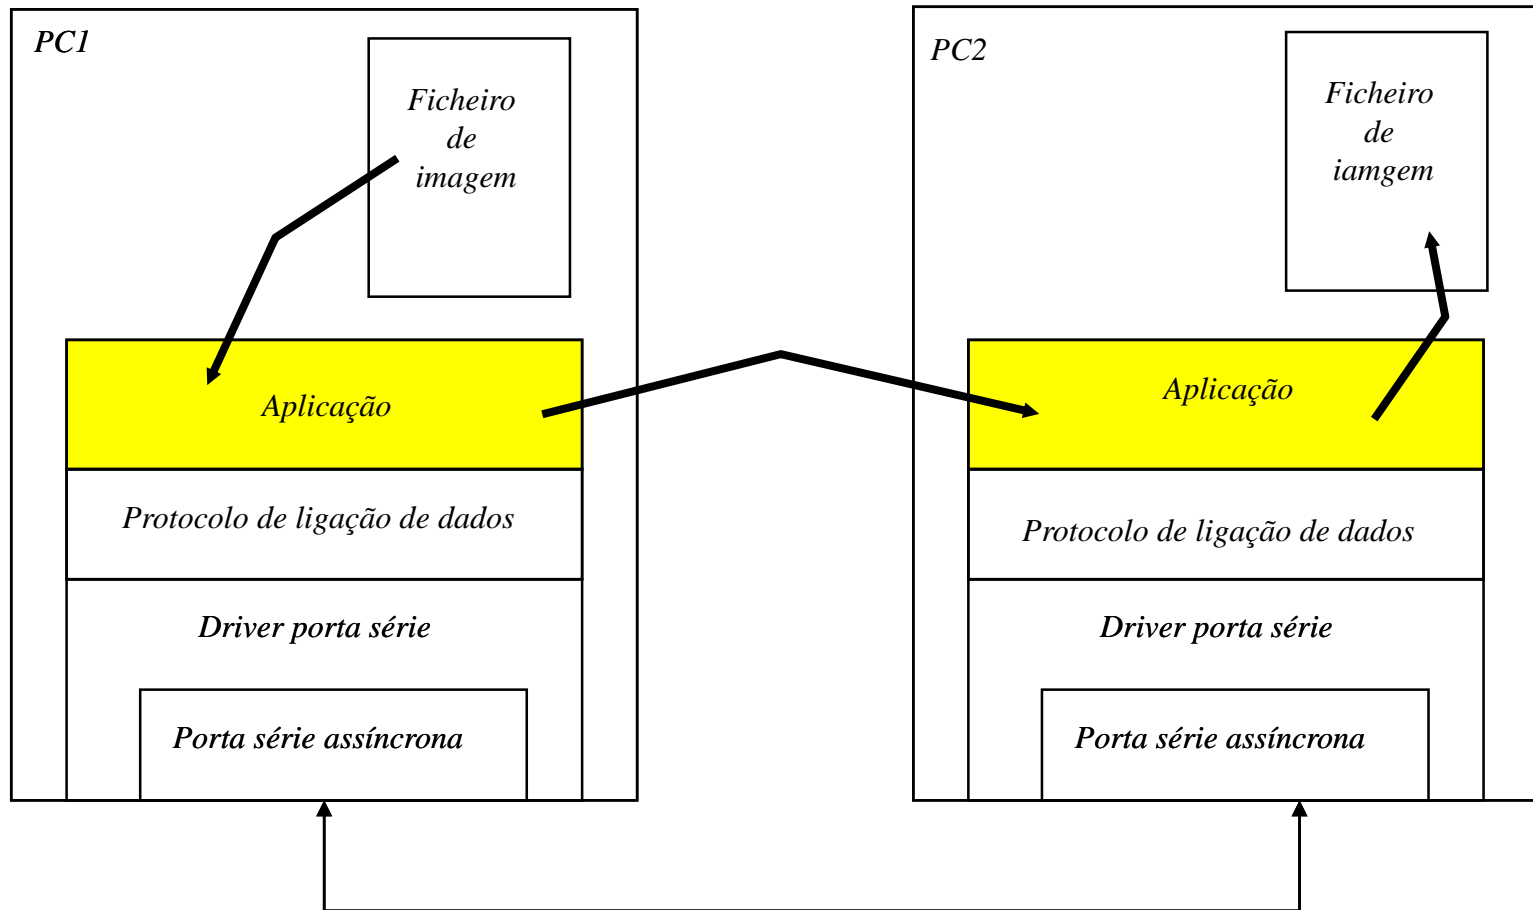 PC1
Ficheiro
de
imagem
Aplicação
Protocolo de ligação de dados
Driver porta série
Porta série assíncrona
PC2
Ficheiro
de
iamgem
Aplicação
Protocolo de ligação de dados
Driver porta série
Porta série assíncrona